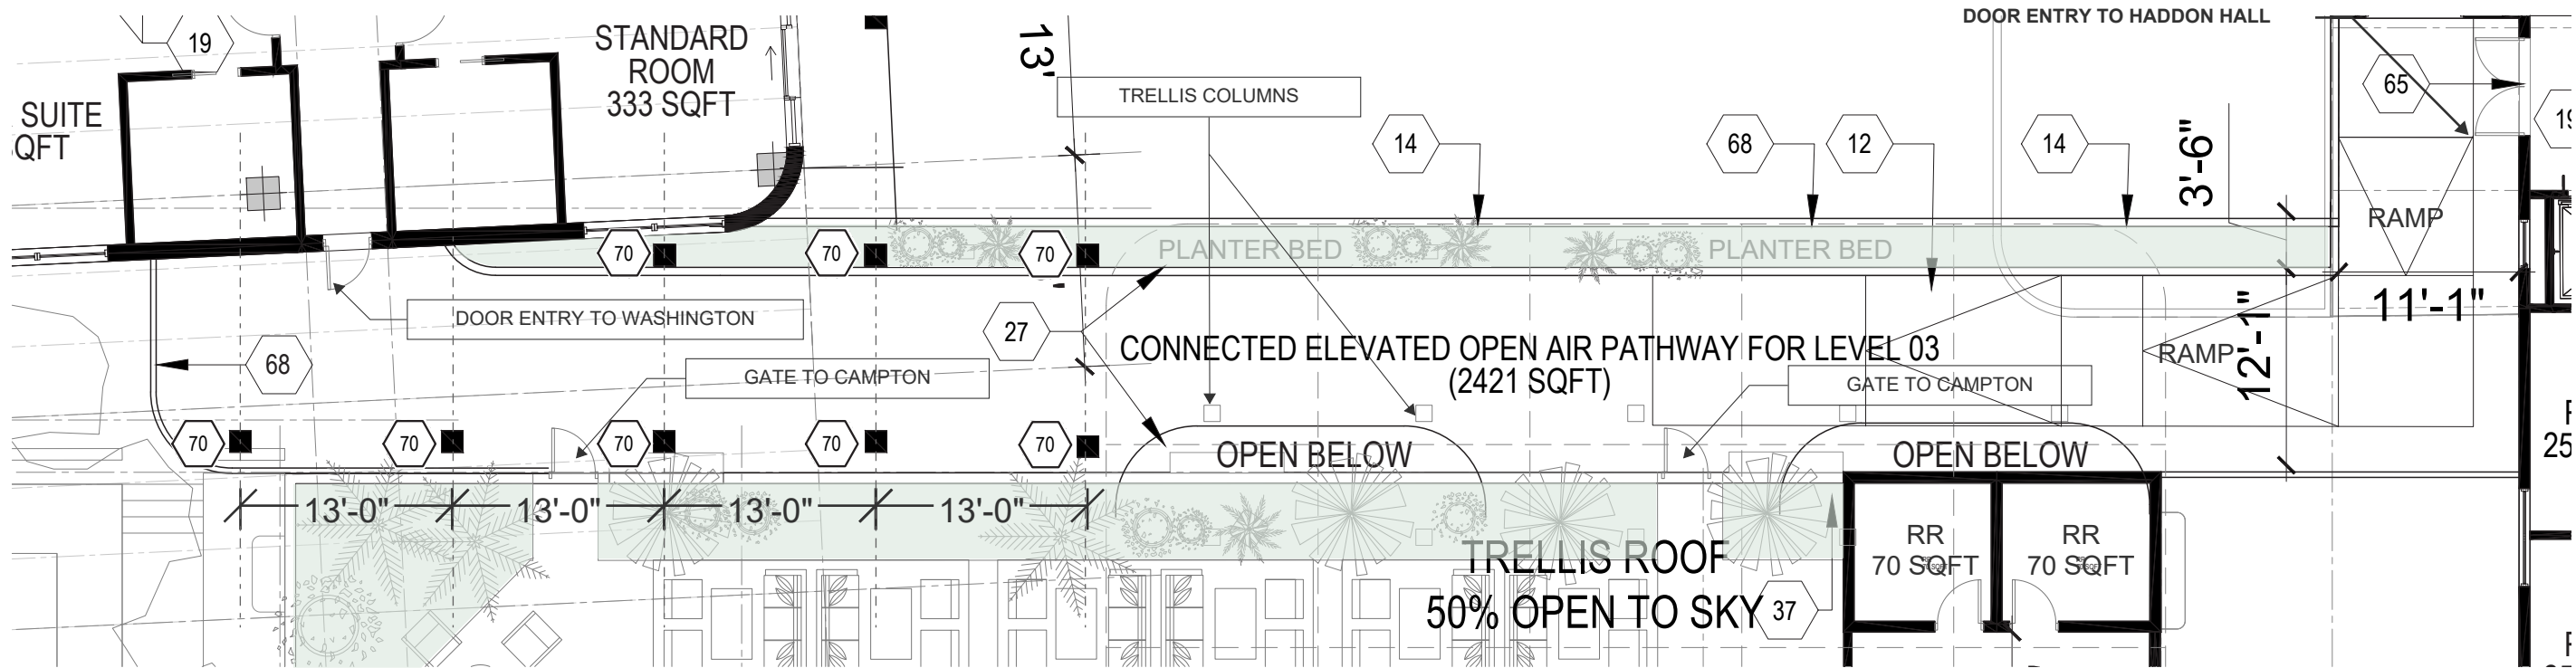 DOOR ENTRY TO HADDON HALL
19
STANDARD
ROOM
333 SQFT
13'
TRELLIS COLUMNS
65
SUITE
QFT
14
68
12
14
3'-6"
RAMP
70
70
70
PLANTER BED
PLANTER BED
DOOR ENTRY TO WASHINGTON
27
11'-1"
CONNECTED ELEVATED OPEN AIR PATHWAY FOR LEVEL 03
(2421 SQFT)
RAMP
12'-1"
68
GATE TO CAMPTON
GATE TO CAMPTON
70
70
70
70
70
OPEN BELOW
OPEN BELOW
25
13'-0"
13'-0"
13'-0"
13'-0"
TRELLIS ROOF
50% OPEN TO SKY
37
RR
70 SQFT
RR
70 SQFT